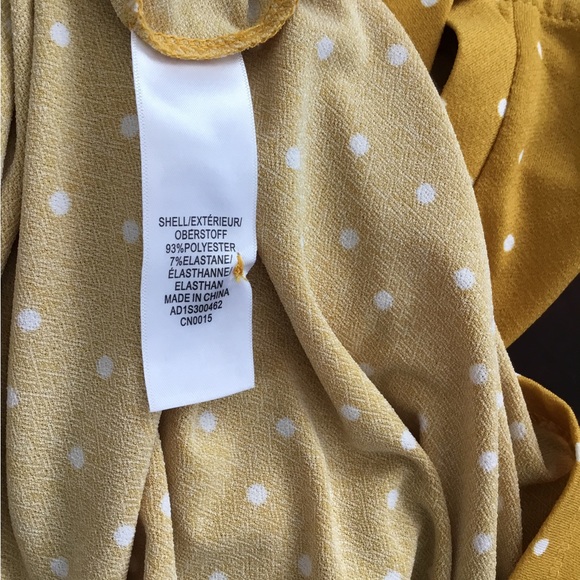 SHELL/EXTÉRIEUR/
OBERSTOFF
93%POLYESTER
7%ELASTANE/
ÉLASTHANNE/
ELASTHAN
MADE IN CHINA
AD1S300462
CN0015